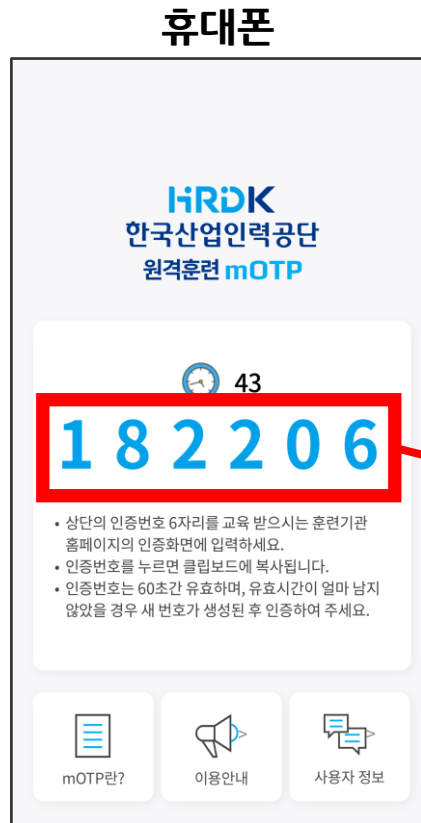 휴대폰
HRDK
한국산업인력공단
원격훈련 mOTP
43
182206
• 상단의 인증번호 6자리를 교육 받으시는 훈련기관
홈페이지의 인증화면에 입력하세요.
• 인증번호를 누르면 클립보드에 복사됩니다.
• 인증번호는 60초간 유효하며, 유효시간이 얼마 남지
않았을 경우 새 번호가 생성된 후 인증하여 주세요.
mOTP란?
이용안내
사용자 정보